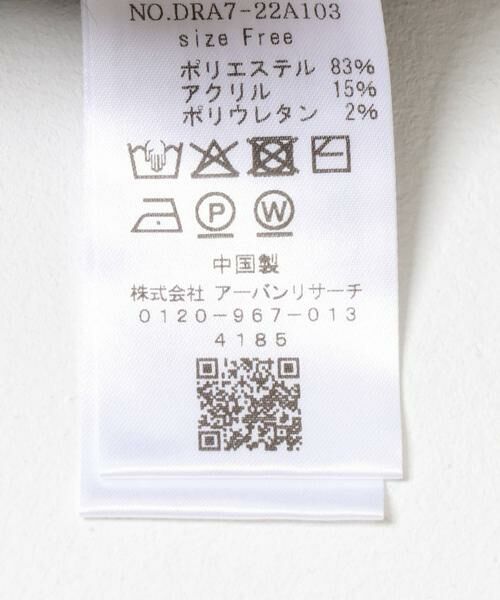 NO.DRA7-22A103
size Free
ポリエステル 83%
アクリル 15%
ポリウレタン 2%
P W
中国製
株式会社 アーバンリサーチ
0120-967-013
4185